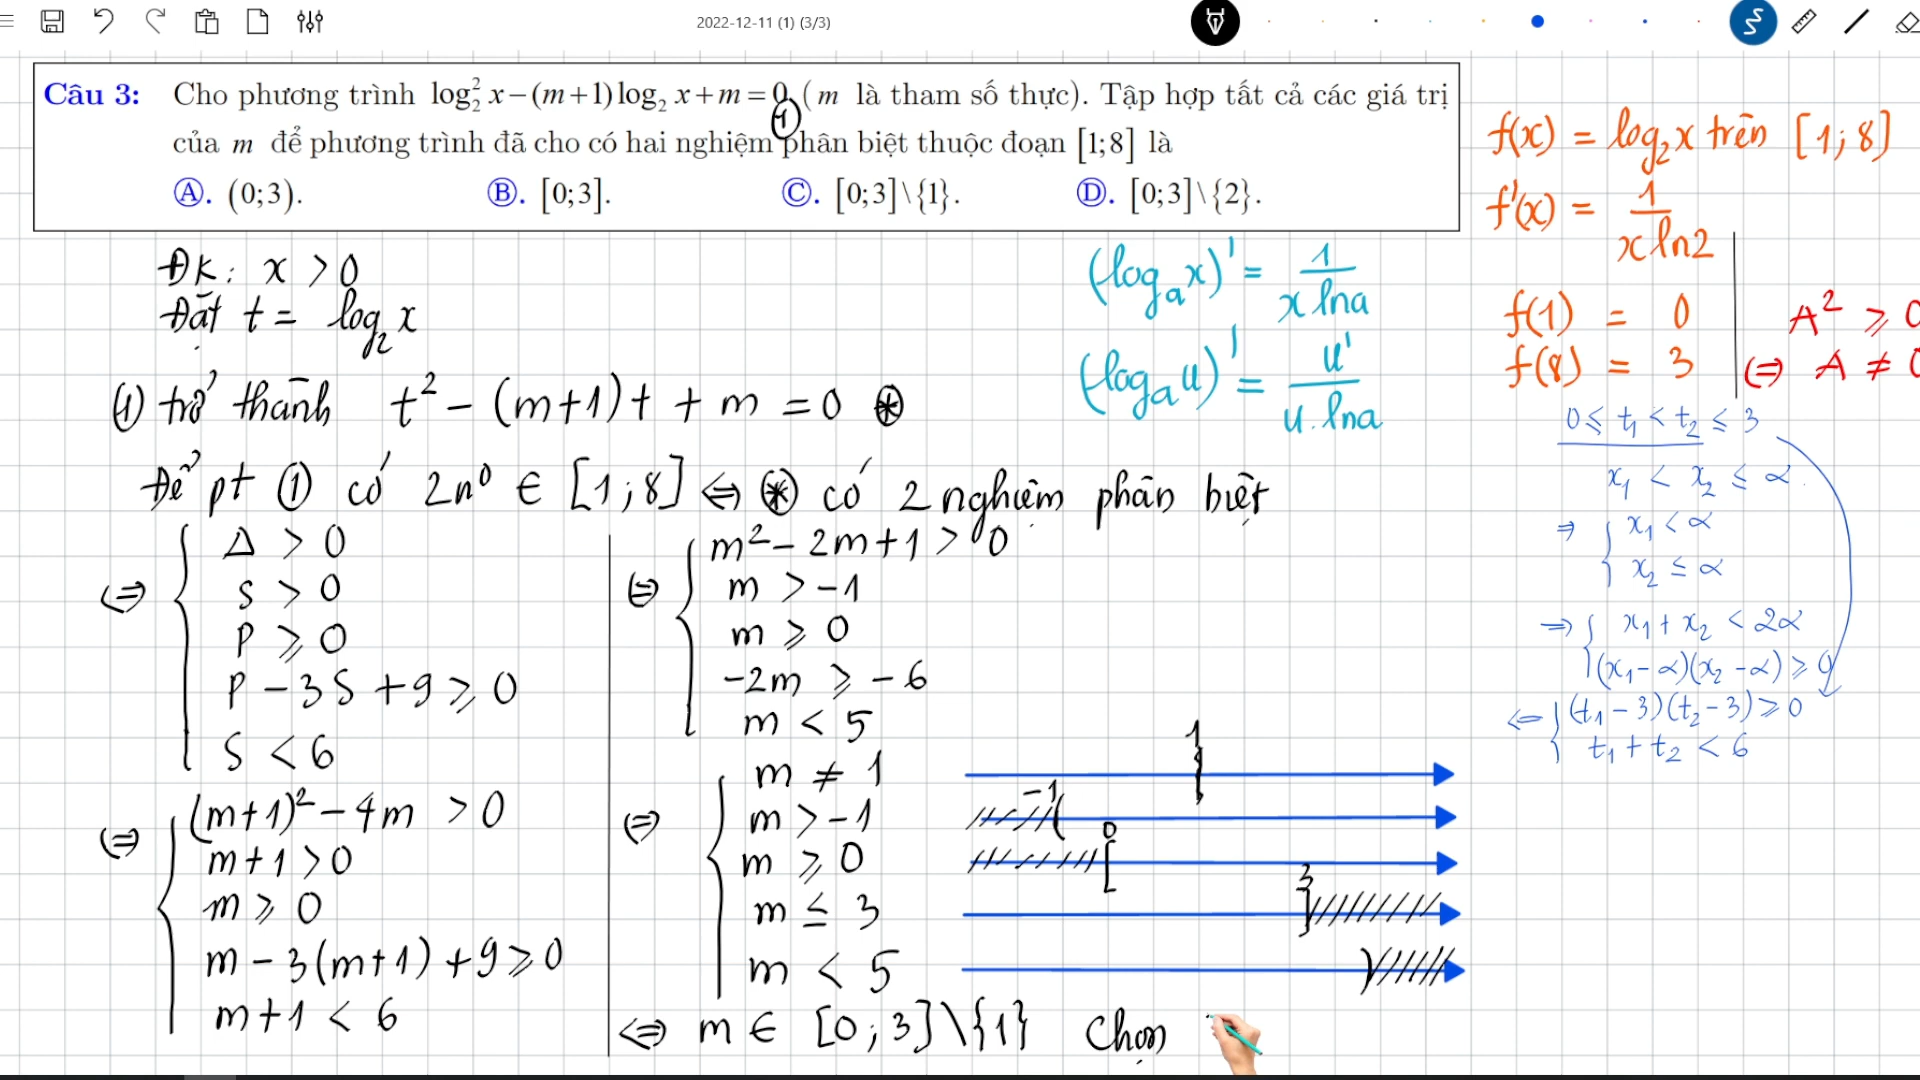 2022-12-11 (1) (3/3)
Câu 3: Cho phương trình log₂² x − (m+1) log₂ x + m = 0, (m là tham số thực). Tập hợp tất cả các giá trị
①
của m để phương trình đã cho có hai nghiệm phân biệt thuộc đoạn [1;8] là
Ⓐ. (0;3). Ⓑ. [0;3]. Ⓒ. [0;3]\{1}. Ⓓ. [0;3]\{2}.
ĐK: x > 0
Đặt t = log₂x
(1) trở thành t² − (m+1)t + m = 0 ⊛
Để pt ① có 2n⁰ ∈ [1;8] ⇔ ⊛ có 2 nghiệm phân biệt
⇔ { Δ > 0
S > 0
P ⩾ 0
P − 3S + 9 ⩾ 0
S < 6
⇔ { (m+1)² − 4m > 0
m+1 > 0
m ⩾ 0
m − 3(m+1) + 9 ⩾ 0
m+1 < 6
⇔ { m² − 2m + 1 > 0
m > −1
m ⩾ 0
−2m ⩾ −6
m < 5
⇔ { m ≠ 1
m > −1
m ⩾ 0
m ≤ 3
m < 5
1
−1 (
0 [
3 ]
)
⇔ m ∈ [0;3]\{1} Chọn
(logₐx)' = 1/(x lna)
(logₐu)' = u'/(u.lna)
f(x) = log₂x trên [1;8]
f'(x) = 1/(x ln2)
f(1) = 0
f(8) = 3
A² ⩾ 0
⇔ A ≠ 0
0 ≤ t₁ < t₂ ≤ 3
x₁ < x₂ ≤ α.
⇒ { x₁ < α
x₂ ≤ α
⇒ { x₁ + x₂ < 2α
(x₁ − α)(x₂ − α) ⩾ 0
⇐ { (t₁ − 3)(t₂ − 3) ⩾ 0
t₁ + t₂ < 6